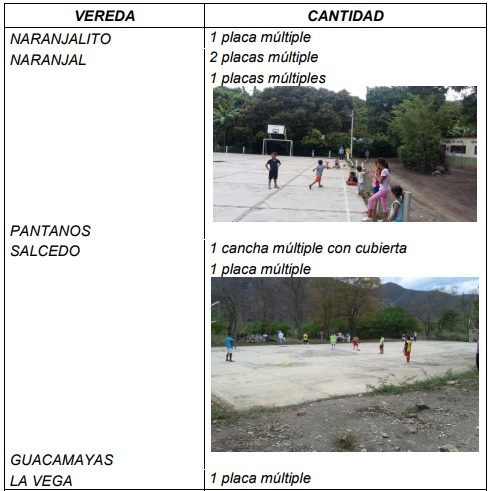 VEREDA CANTIDAD
NARANJALITO 1 placa múltiple
NARANJAL 2 placas múltiple
PANTANOS 1 placas múltiples
SALCEDO 1 cancha múltiple con cubierta
GUACAMAYAS 1 placa múltiple
LA VEGA 1 placa múltiple